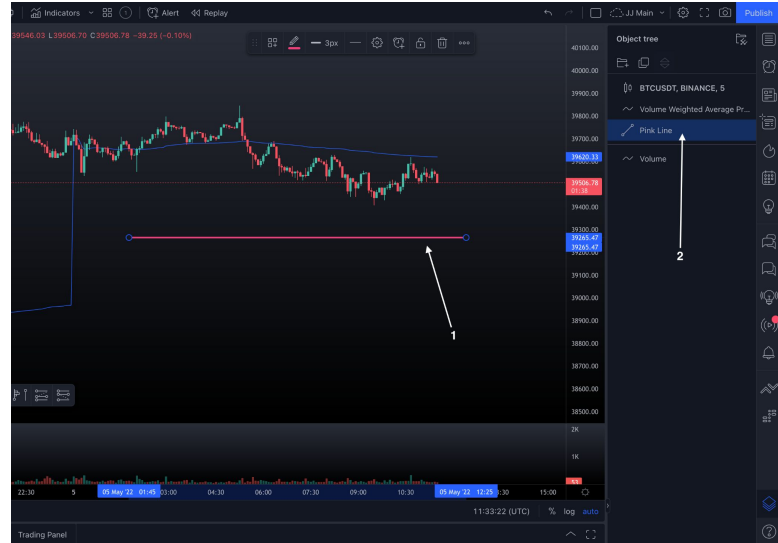 Indicators
Alert
Replay
JJ Main
Publish
39546.03 L39506.70 C39506.78 −39.25 (−0.10%)
3px
Object tree
BTCUSDT, BINANCE, 5
Volume Weighted Average Pr...
Pink Line
Volume
40100.00
40000.00
39900.00
39800.00
39700.00
39620.33
39506.78
01:38
39400.00
39300.00
39265.47
39265.47
39100.00
39000.00
38900.00
38800.00
38700.00
38600.00
38500.00
2K
1K
33
1
2
22:30
5
05 May '22 01:45
03:00
04:30
06:00
07:30
09:00
10:30
05 May '22 12:25
:30
15:00
11:33:22 (UTC)
%
log
auto
Trading Panel